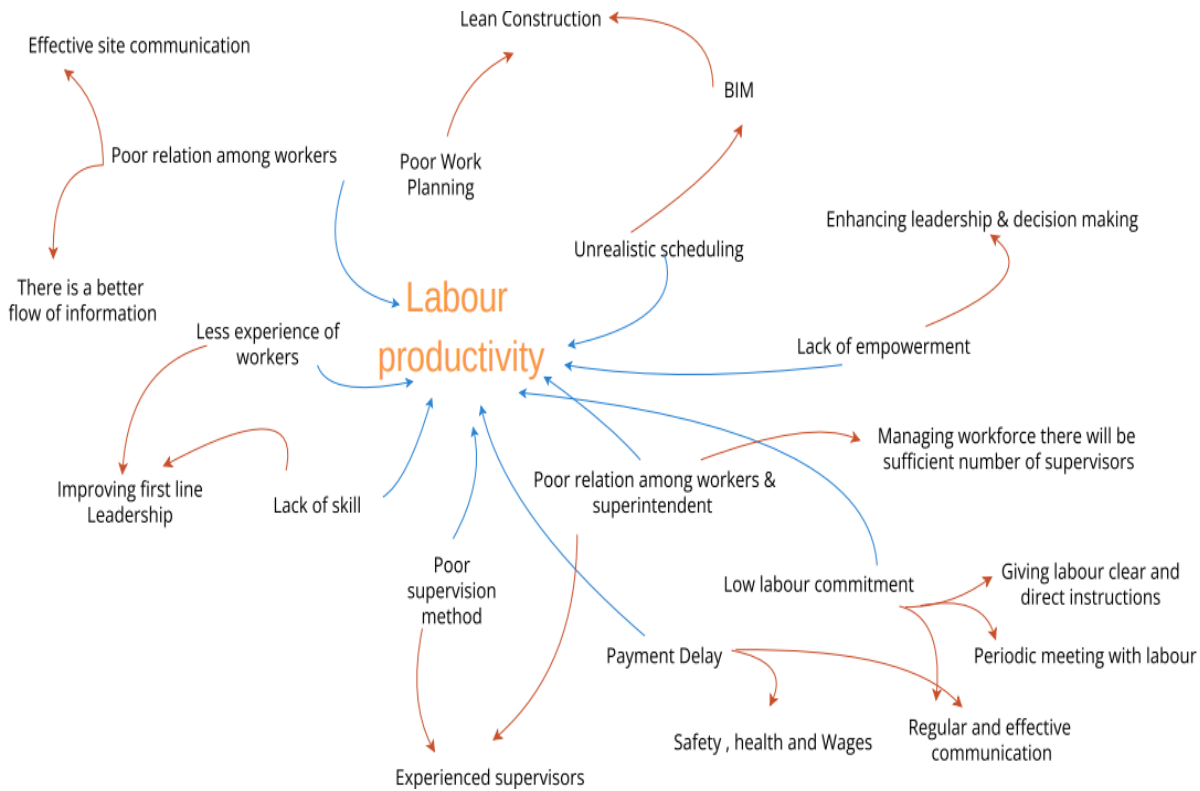 Lean Construction
Effective site communication
BIM
Poor relation among workers
Poor Work
Planning
Enhancing leadership & decision making
Unrealistic scheduling
There is a better
flow of information
Labour
productivity
Less experience of
workers
Lack of empowerment
Managing workforce there will be
sufficient number of supervisors
Poor relation among workers &
superintendent
Improving first line
Leadership
Lack of skill
Poor
supervision
method
Low labour commitment
Giving labour clear and
direct instructions
Payment Delay
Periodic meeting with labour
Safety , health and Wages
Regular and effective
communication
Experienced supervisors